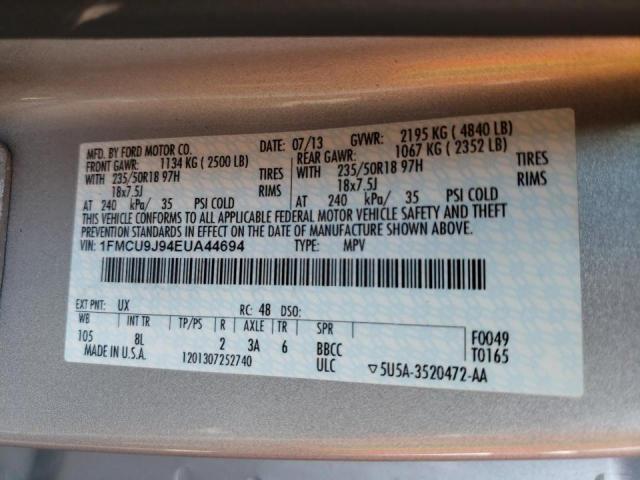 MFD. BY FORD MOTOR CO. DATE: 07/13 GVWR: 2195 KG ( 4840 LB)
FRONT GAWR: 1134 KG ( 2500 LB) REAR GAWR: 1067 KG ( 2352 LB)
WITH 235/50R18 97H TIRES WITH 235/50R18 97H TIRES
18x7.5J RIMS 18x7.5J RIMS
AT 240 kPa/ 35 PSI COLD AT 240 kPa/ 35 PSI COLD
THIS VEHICLE CONFORMS TO ALL APPLICABLE FEDERAL MOTOR VEHICLE SAFETY AND THEFT
PREVENTION STANDARDS IN EFFECT ON THE DATE OF MANUFACTURE SHOWN ABOVE.
VIN: 1FMCU9J94EUA44694 TYPE: MPV
EXT PNT: UX RC: 48 DSO:
WB INT TR TP/PS R AXLE TR SPR F0049
105 8L 2 3A 6 BBCC T0165
MADE IN U.S.A. 1201307252740 ULC ▽5U5A-3520472-AA